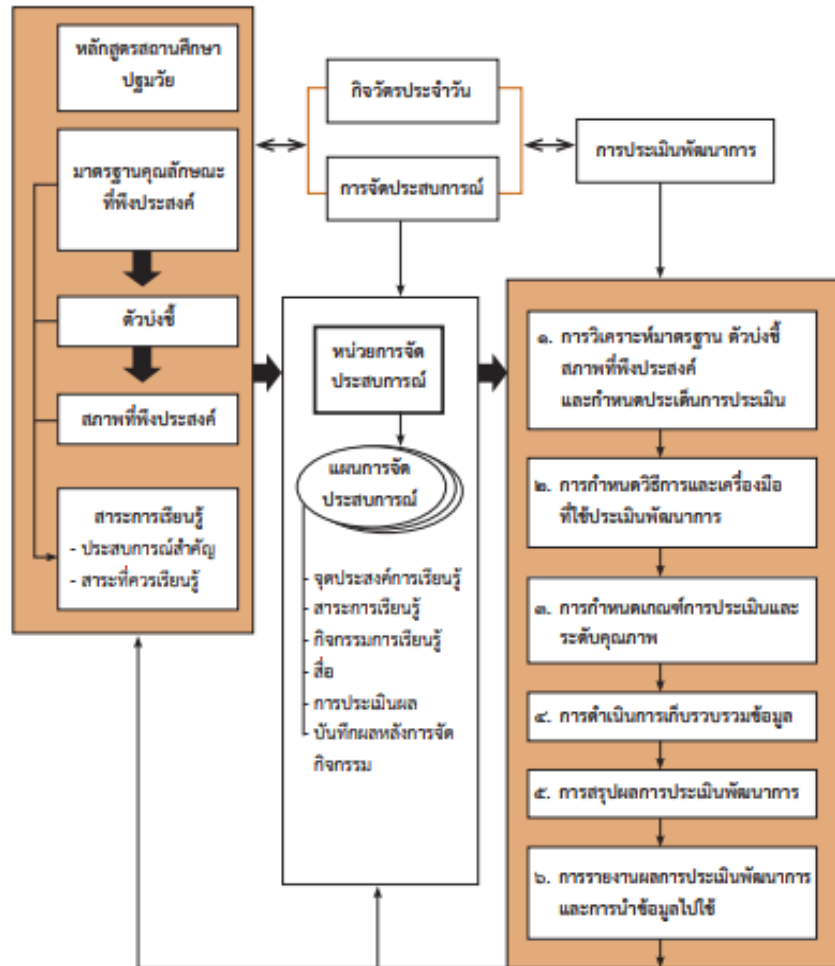 หลักสูตรสถานศึกษา
ปฐมวัย
มาตรฐานคุณลักษณะ
ที่พึงประสงค์
ตัวบ่งชี้
สภาพที่พึงประสงค์
สาระการเรียนรู้
- ประสบการณ์สำคัญ
- สาระที่ควรเรียนรู้
กิจวัตรประจำวัน
การจัดประสบการณ์
การประเมินพัฒนาการ
หน่วยการจัด
ประสบการณ์
แผนการจัด
ประสบการณ์
- จุดประสงค์การเรียนรู้
- สาระการเรียนรู้
- กิจกรรมการเรียนรู้
- สื่อ
- การประเมินผล
- บันทึกผลหลังการจัด
กิจกรรม
๑. การวิเคราะห์มาตรฐาน ตัวบ่งชี้
สภาพที่พึงประสงค์
และกำหนดประเด็นการประเมิน
๒. การกำหนดวิธีการและเครื่องมือ
ที่ใช้ประเมินพัฒนาการ
๓. การกำหนดเกณฑ์การประเมินและ
ระดับคุณภาพ
๔. การดำเนินการเก็บรวบรวมข้อมูล
๕. การสรุปผลการประเมินพัฒนาการ
๖. การรายงานผลการประเมินพัฒนาการ
และการนำข้อมูลไปใช้